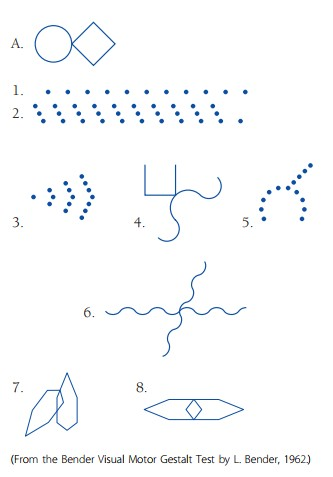 A.
1.
2.
3. 4. 5.
6.
7. 8.
(From the Bender Visual Motor Gestalt Test by L. Bender, 1962.)